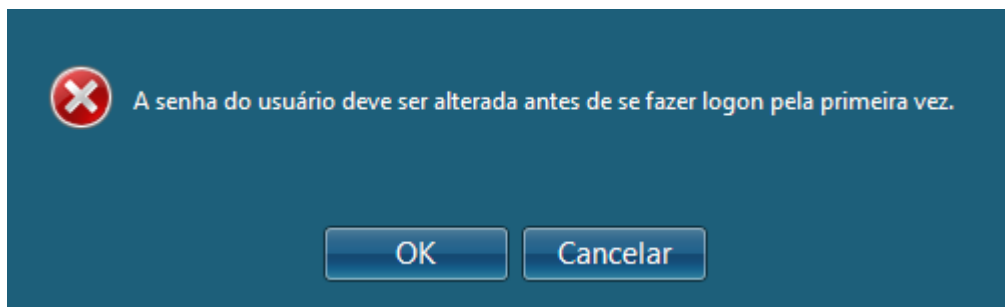 A senha do usuário deve ser alterada antes de se fazer logon pela primeira vez.
OK
Cancelar